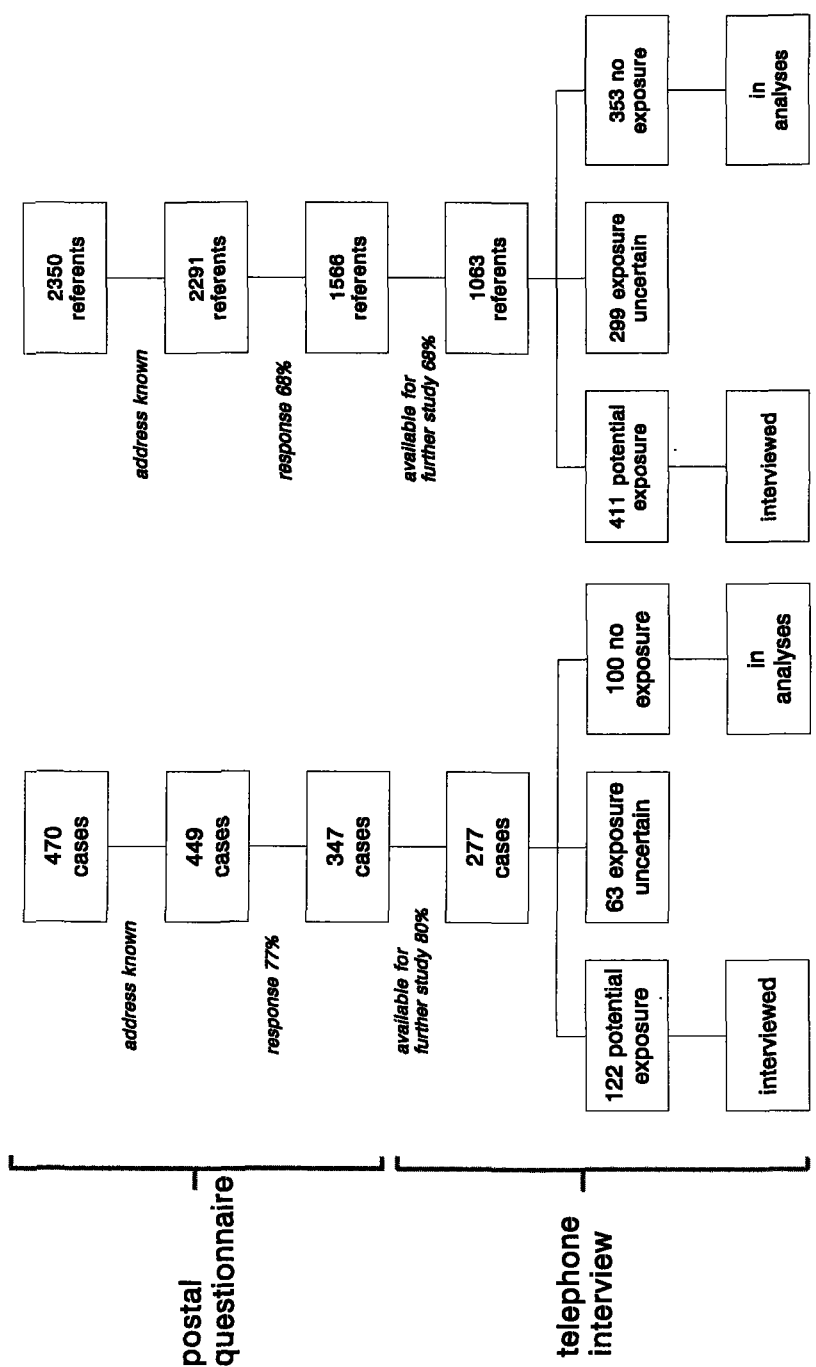 postal
questionnaire
470
cases
address known
449
cases
response 77%
347
cases
available for
further study 80%
2350
referents
address known
2291
referents
response 68%
1566
referents
available for
further study 68%
telephone
interview
277
cases
122 potential
exposure
63 exposure
uncertain
100 no
exposure
interviewed
in
analyses
1063
referents
411 potential
exposure
299 exposure
uncertain
353 no
exposure
interviewed
in
analyses